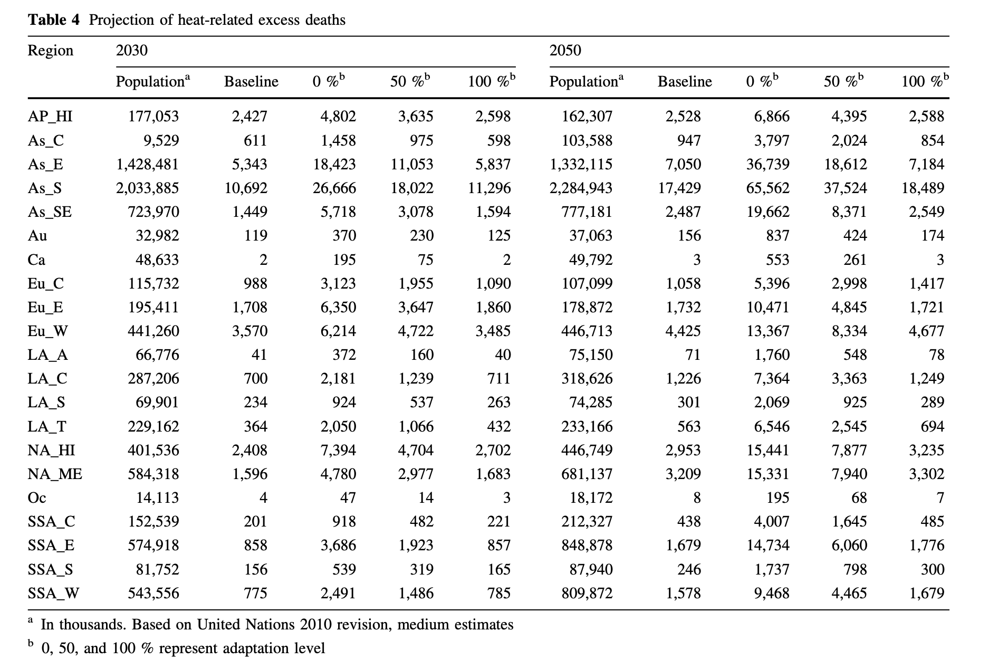 Table 4 Projection of heat-related excess deaths
Region 2030 2050
Populationa Baseline 0 %b 50 %b 100 %b Populationa Baseline 0 %b 50 %b 100 %b
AP_HI 177,053 2,427 4,802 3,635 2,598 162,307 2,528 6,866 4,395 2,588
As_C 9,529 611 1,458 975 598 103,588 947 3,797 2,024 854
As_E 1,428,481 5,343 18,423 11,053 5,837 1,332,115 7,050 36,739 18,612 7,184
As_S 2,033,885 10,692 26,666 18,022 11,296 2,284,943 17,429 65,562 37,524 18,489
As_SE 723,970 1,449 5,718 3,078 1,594 777,181 2,487 19,662 8,371 2,549
Au 32,982 119 370 230 125 37,063 156 837 424 174
Ca 48,633 2 195 75 2 49,792 3 553 261 3
Eu_C 115,732 988 3,123 1,955 1,090 107,099 1,058 5,396 2,998 1,417
Eu_E 195,411 1,708 6,350 3,647 1,860 178,872 1,732 10,471 4,845 1,721
Eu_W 441,260 3,570 6,214 4,722 3,485 446,713 4,425 13,367 8,334 4,677
LA_A 66,776 41 372 160 40 75,150 71 1,760 548 78
LA_C 287,206 700 2,181 1,239 711 318,626 1,226 7,364 3,363 1,249
LA_S 69,901 234 924 537 263 74,285 301 2,069 925 289
LA_T 229,162 364 2,050 1,066 432 233,166 563 6,546 2,545 694
NA_HI 401,536 2,408 7,394 4,704 2,702 446,749 2,953 15,441 7,877 3,235
NA_ME 584,318 1,596 4,780 2,977 1,683 681,137 3,209 15,331 7,940 3,302
Oc 14,113 4 47 14 3 18,172 8 195 68 7
SSA_C 152,539 201 918 482 221 212,327 438 4,007 1,645 485
SSA_E 574,918 858 3,686 1,923 857 848,878 1,679 14,734 6,060 1,776
SSA_S 81,752 156 539 319 165 87,940 246 1,737 798 300
SSA_W 543,556 775 2,491 1,486 785 809,872 1,578 9,468 4,465 1,679
a In thousands. Based on United Nations 2010 revision, medium estimates
b 0, 50, and 100 % represent adaptation level